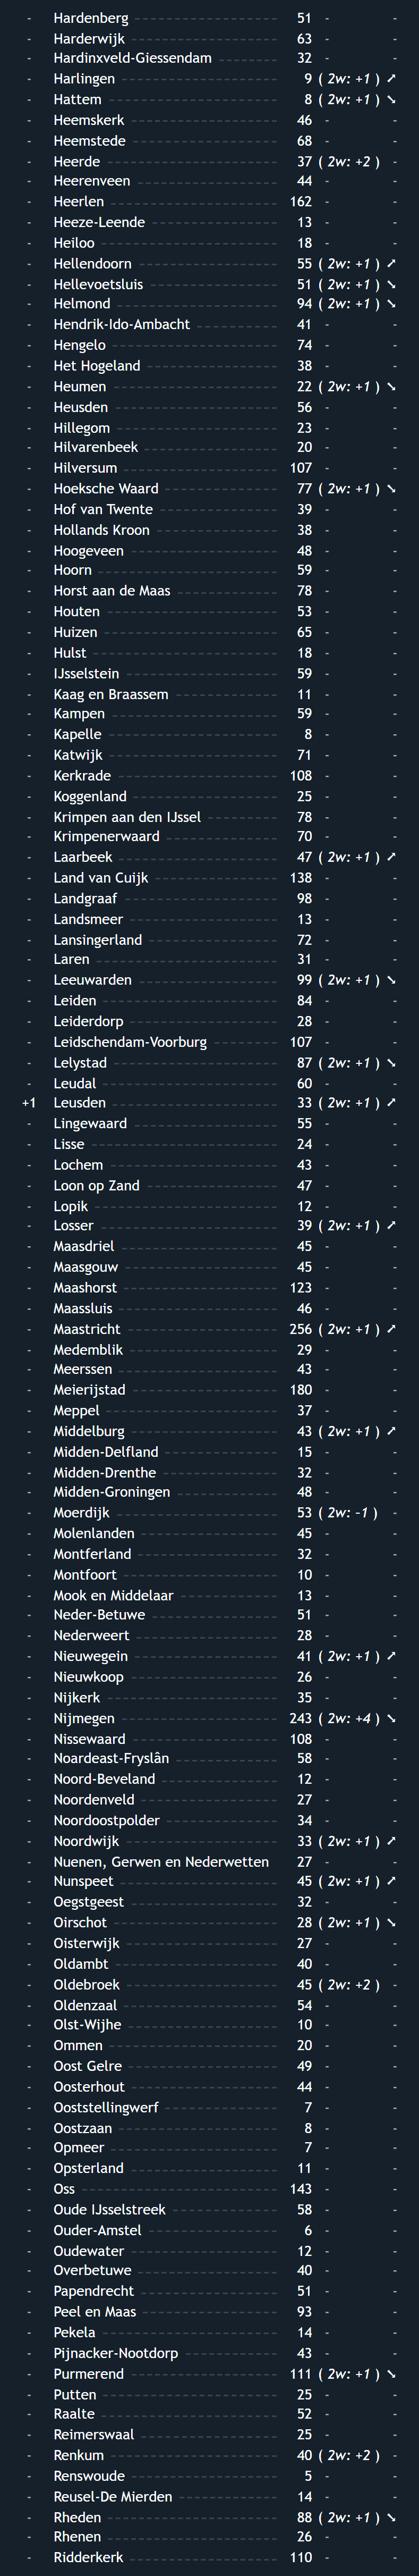 - Hardenberg 51 - -
- Harderwijk 63 - -
- Hardinxveld-Giessendam 32 - -
- Harlingen 9 ( 2w: +1 ) ➚
- Hattem 8 ( 2w: +1 ) ➘
- Heemskerk 46 - -
- Heemstede 68 - -
- Heerde 37 ( 2w: +2 ) -
- Heerenveen 44 - -
- Heerlen 162 - -
- Heeze-Leende 13 - -
- Heiloo 18 - -
- Hellendoorn 55 ( 2w: +1 ) ➚
- Hellevoetsluis 51 ( 2w: +1 ) ➘
- Helmond 94 ( 2w: +1 ) ➘
- Hendrik-Ido-Ambacht 41 - -
- Hengelo 74 - -
- Het Hogeland 38 - -
- Heumen 22 ( 2w: +1 ) ➘
- Heusden 56 - -
- Hillegom 23 - -
- Hilvarenbeek 20 - -
- Hilversum 107 - -
- Hoeksche Waard 77 ( 2w: +1 ) ➘
- Hof van Twente 39 - -
- Hollands Kroon 38 - -
- Hoogeveen 48 - -
- Hoorn 59 - -
- Horst aan de Maas 78 - -
- Houten 53 - -
- Huizen 65 - -
- Hulst 18 - -
- IJsselstein 59 - -
- Kaag en Braassem 11 - -
- Kampen 59 - -
- Kapelle 8 - -
- Katwijk 71 - -
- Kerkrade 108 - -
- Koggenland 25 - -
- Krimpen aan den IJssel 78 - -
- Krimpenerwaard 70 - -
- Laarbeek 47 ( 2w: +1 ) ➚
- Land van Cuijk 138 - -
- Landgraaf 98 - -
- Landsmeer 13 - -
- Lansingerland 72 - -
- Laren 31 - -
- Leeuwarden 99 ( 2w: +1 ) ➘
- Leiden 84 - -
- Leiderdorp 28 - -
- Leidschendam-Voorburg 107 - -
- Lelystad 87 ( 2w: +1 ) ➘
- Leudal 60 - -
+1 Leusden 33 ( 2w: +1 ) ➚
- Lingewaard 55 - -
- Lisse 24 - -
- Lochem 43 - -
- Loon op Zand 47 - -
- Lopik 12 - -
- Losser 39 ( 2w: +1 ) ➚
- Maasdriel 45 - -
- Maasgouw 45 - -
- Maashorst 123 - -
- Maassluis 46 - -
- Maastricht 256 ( 2w: +1 ) ➚
- Medemblik 29 - -
- Meerssen 43 - -
- Meierijstad 180 - -
- Meppel 37 - -
- Middelburg 43 ( 2w: +1 ) ➚
- Midden-Delfland 15 - -
- Midden-Drenthe 32 - -
- Midden-Groningen 48 - -
- Moerdijk 53 ( 2w: -1 ) -
- Molenlanden 45 - -
- Montferland 32 - -
- Montfoort 10 - -
- Mook en Middelaar 13 - -
- Neder-Betuwe 51 - -
- Nederweert 28 - -
- Nieuwegein 41 ( 2w: +1 ) ➚
- Nieuwkoop 26 - -
- Nijkerk 35 - -
- Nijmegen 243 ( 2w: +4 ) ➘
- Nissewaard 108 - -
- Noardeast-Fryslân 58 - -
- Noord-Beveland 12 - -
- Noordenveld 27 - -
- Noordoostpolder 34 - -
- Noordwijk 33 ( 2w: +1 ) ➚
- Nuenen, Gerwen en Nederwetten 27 - -
- Nunspeet 45 ( 2w: +1 ) ➚
- Oegstgeest 32 - -
- Oirschot 28 ( 2w: +1 ) ➘
- Oisterwijk 27 - -
- Oldambt 40 - -
- Oldebroek 45 ( 2w: +2 ) -
- Oldenzaal 54 - -
- Olst-Wijhe 10 - -
- Ommen 20 - -
- Oost Gelre 49 - -
- Oosterhout 44 - -
- Ooststellingwerf 7 - -
- Oostzaan 8 - -
- Opmeer 7 - -
- Opsterland 11 - -
- Oss 143 - -
- Oude IJsselstreek 58 - -
- Ouder-Amstel 6 - -
- Oudewater 12 - -
- Overbetuwe 40 - -
- Papendrecht 51 - -
- Peel en Maas 93 - -
- Pekela 14 - -
- Pijnacker-Nootdorp 43 - -
- Purmerend 111 ( 2w: +1 ) ➘
- Putten 25 - -
- Raalte 52 - -
- Reimerswaal 25 - -
- Renkum 40 ( 2w: +2 ) -
- Renswoude 5 - -
- Reusel-De Mierden 14 - -
- Rheden 88 ( 2w: +1 ) ➘
- Rhenen 26 - -
- Ridderkerk 110 - -